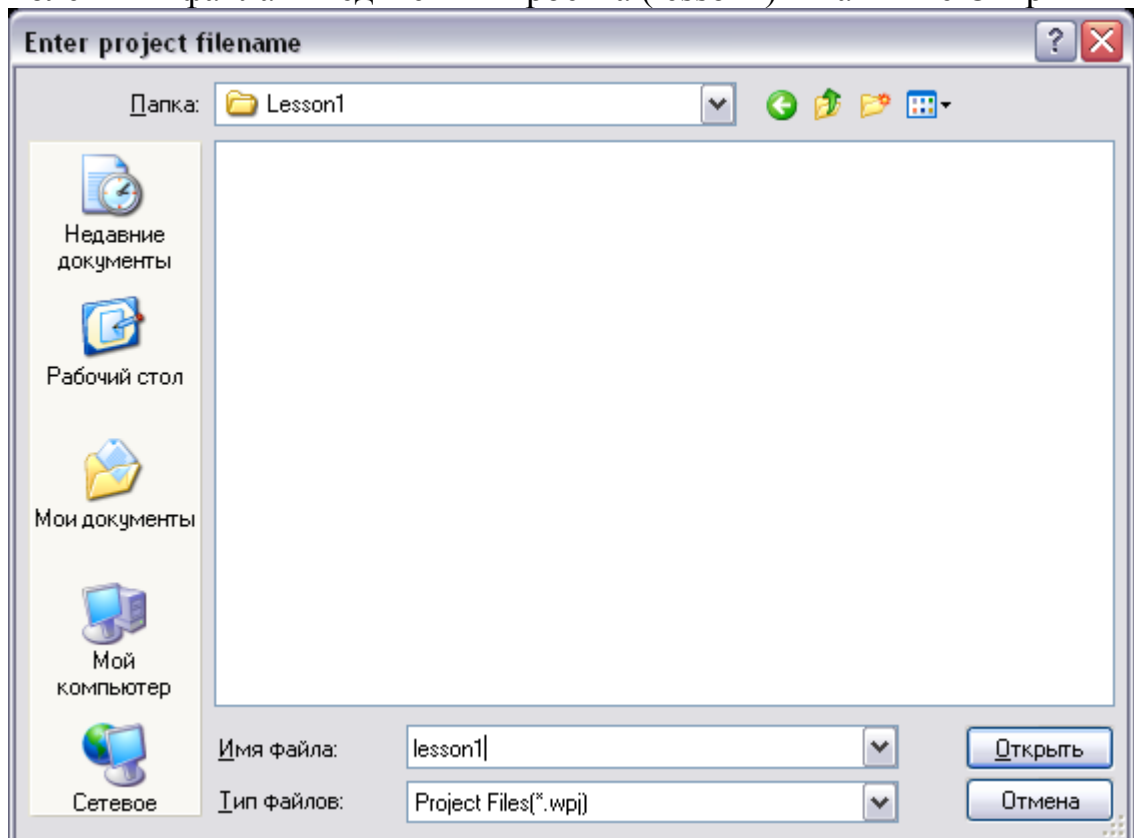 Enter project filename
Папка: Lesson1
Недавние
документы
Рабочий стол
Мои документы
Мой
компьютер
Сетевое
Имя файла: lesson1
Открыть
Тип файлов: Project Files(*.wpj)
Отмена